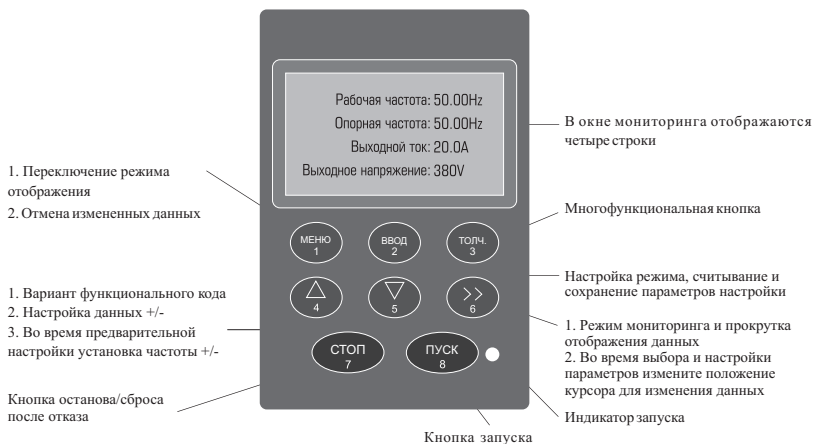 Рабочая частота: 50.00Hz
Опорная частота: 50.00Hz
Выходной ток: 20.0A
Выходное напряжение: 380V
МЕНЮ
1
ВВОД
2
ТОЛЧ.
3
4
5
>>
6
СТОП
7
ПУСК
8
1. Переключение режима
отображения
2. Отмена измененных данных
1. Вариант функционального кода
2. Настройка данных +/-
3. Во время предварительной
настройки установка частоты +/-
Кнопка останова/сброса
после отказа
В окне мониторинга отображаются
четыре строки
Многофункциональная кнопка
Настройка режима, считывание и
сохранение параметров настройки
1. Режим мониторинга и прокрутка
отображения данных
2. Во время выбора и настройки
параметров измените положение
курсора для изменения данных
Индикатор запуска
Кнопка запуска